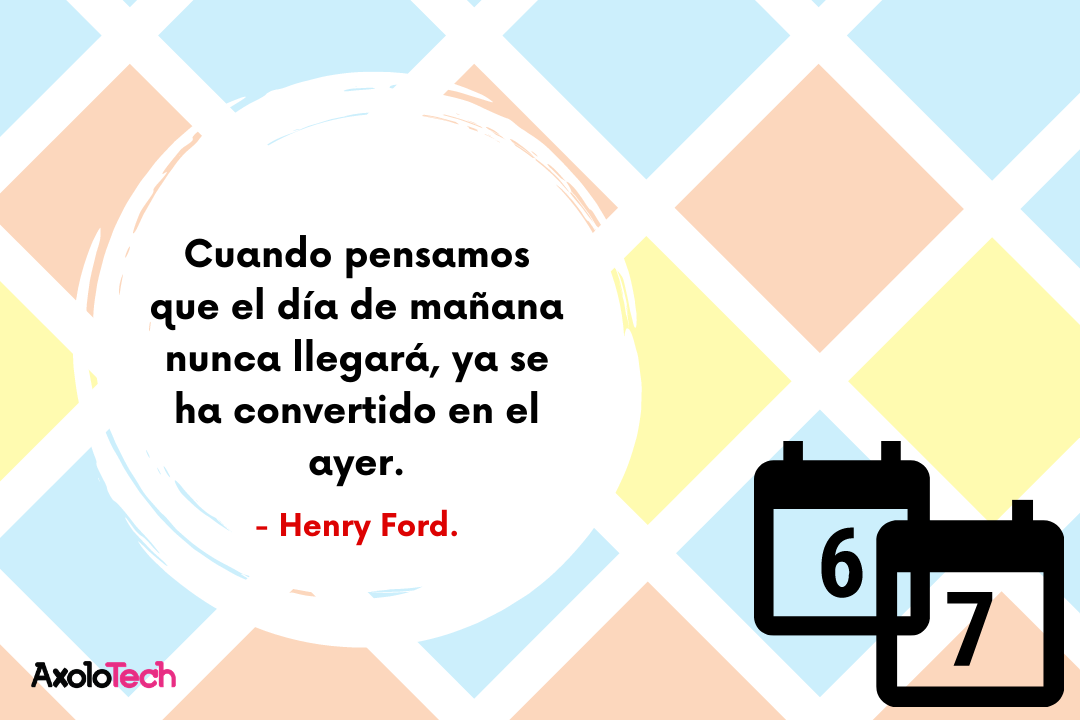 Cuando pensamos
que el día de mañana
nunca llegará, ya se
ha convertido en el
ayer.
- Henry Ford.
6
7
AxoloTech